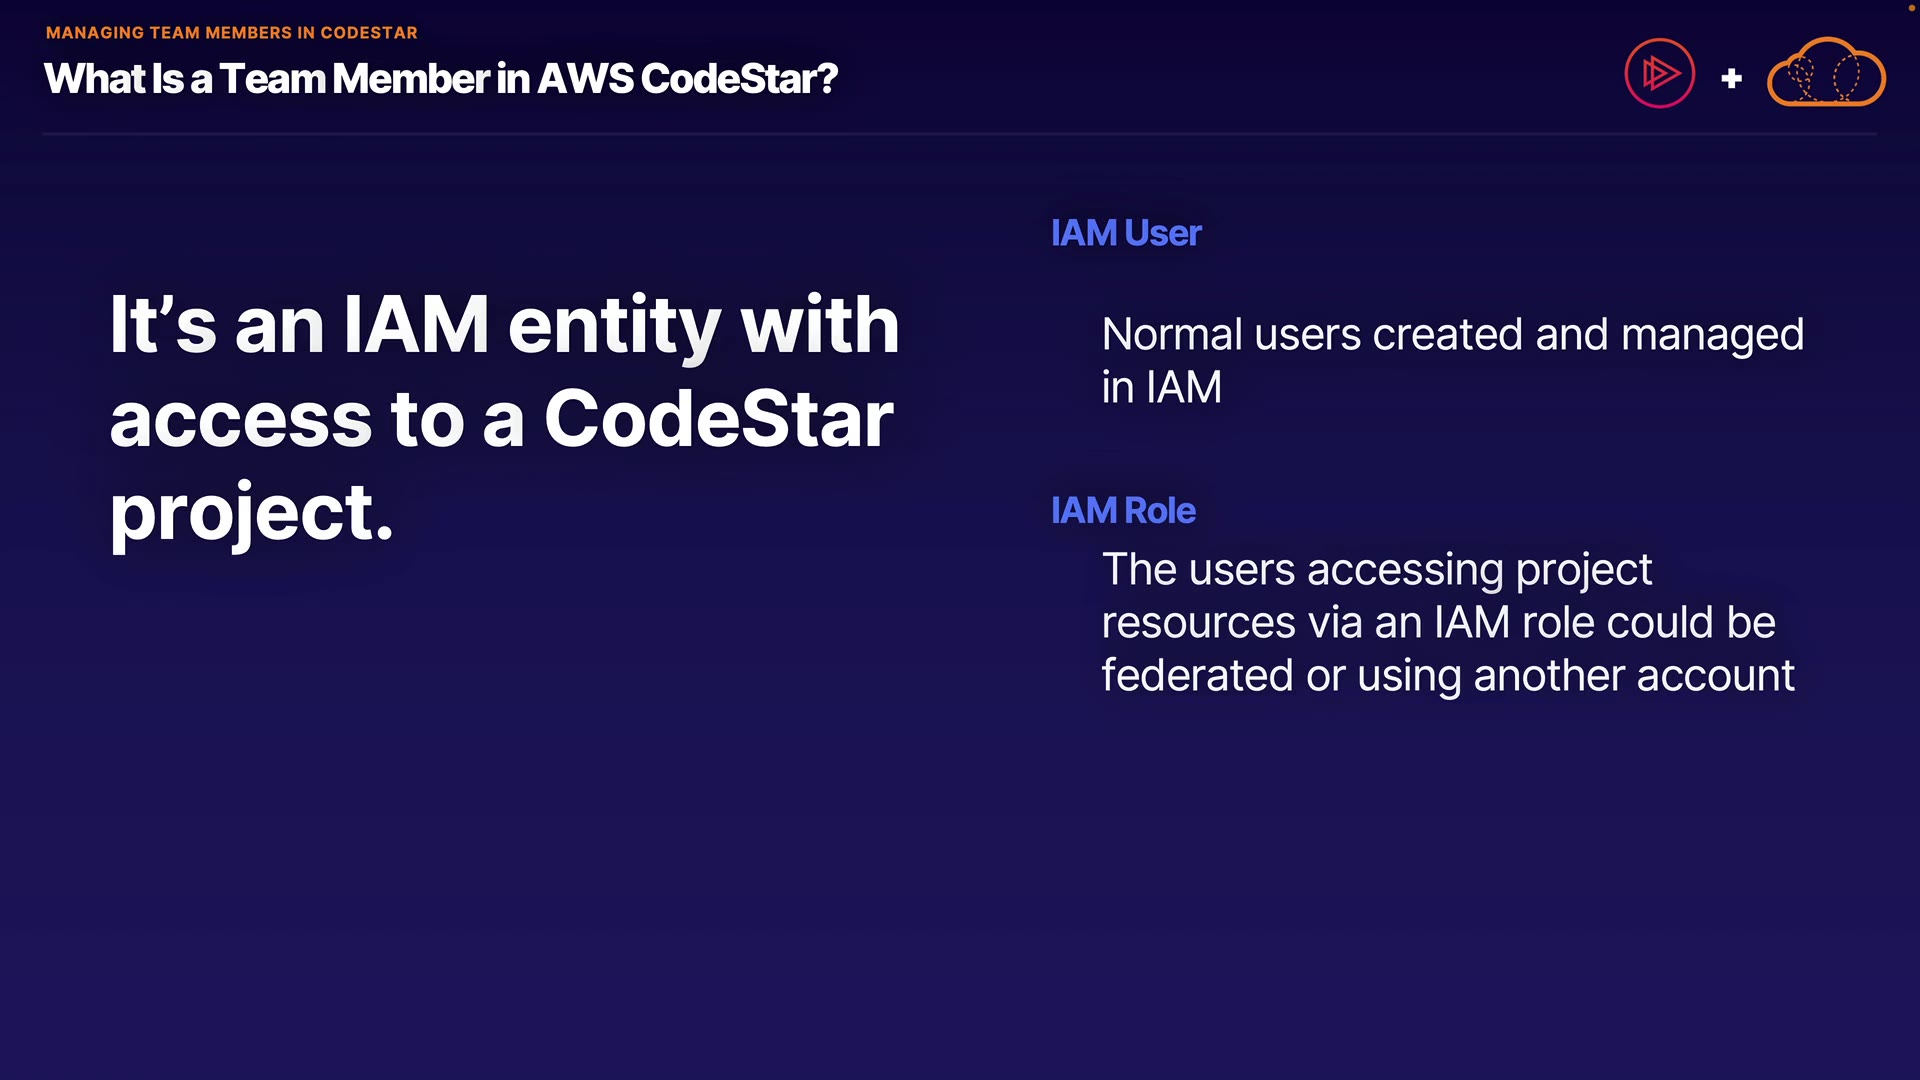 MANAGING TEAM MEMBERS IN CODESTAR
What Is a Team Member in AWS CodeStar?
It’s an IAM entity with
access to a CodeStar
project.
IAM User
Normal users created and managed
in IAM
IAM Role
The users accessing project
resources via an IAM role could be
federated or using another account